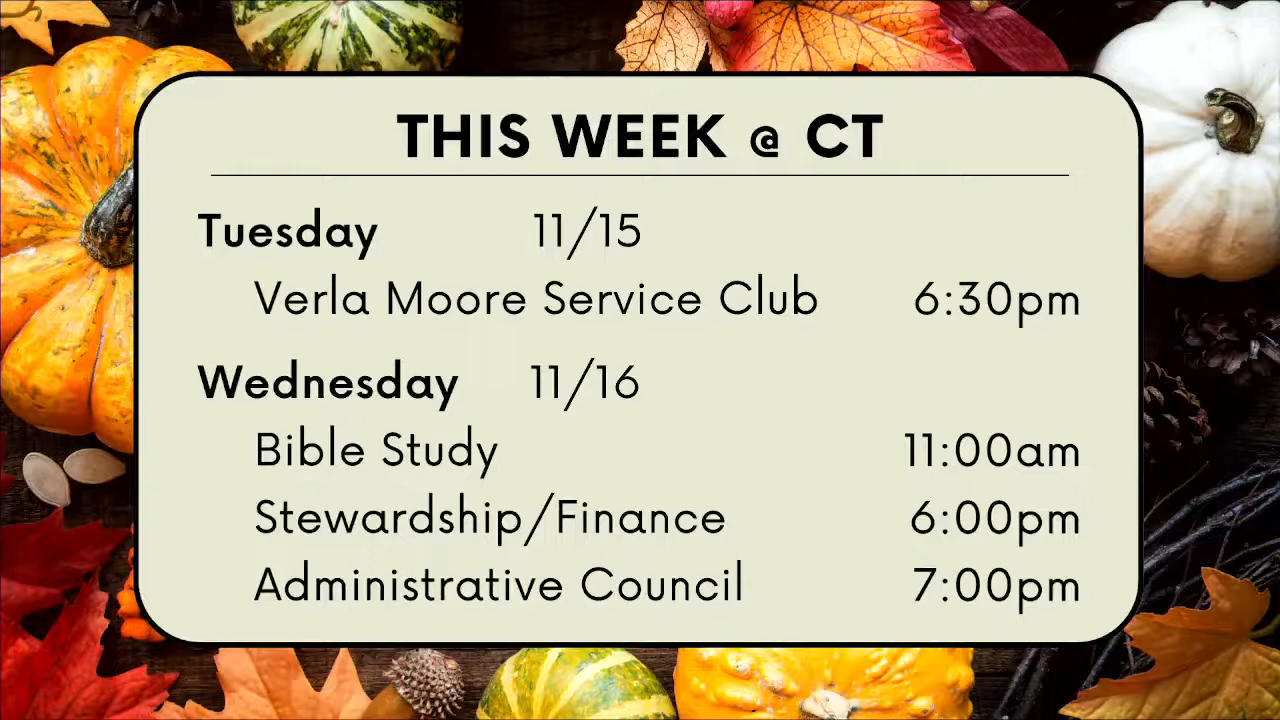 THIS WEEK @ CT
Tuesday 11/15
Verla Moore Service Club 6:30pm
Wednesday 11/16
Bible Study 11:00am
Stewardship/Finance 6:00pm
Administrative Council 7:00pm